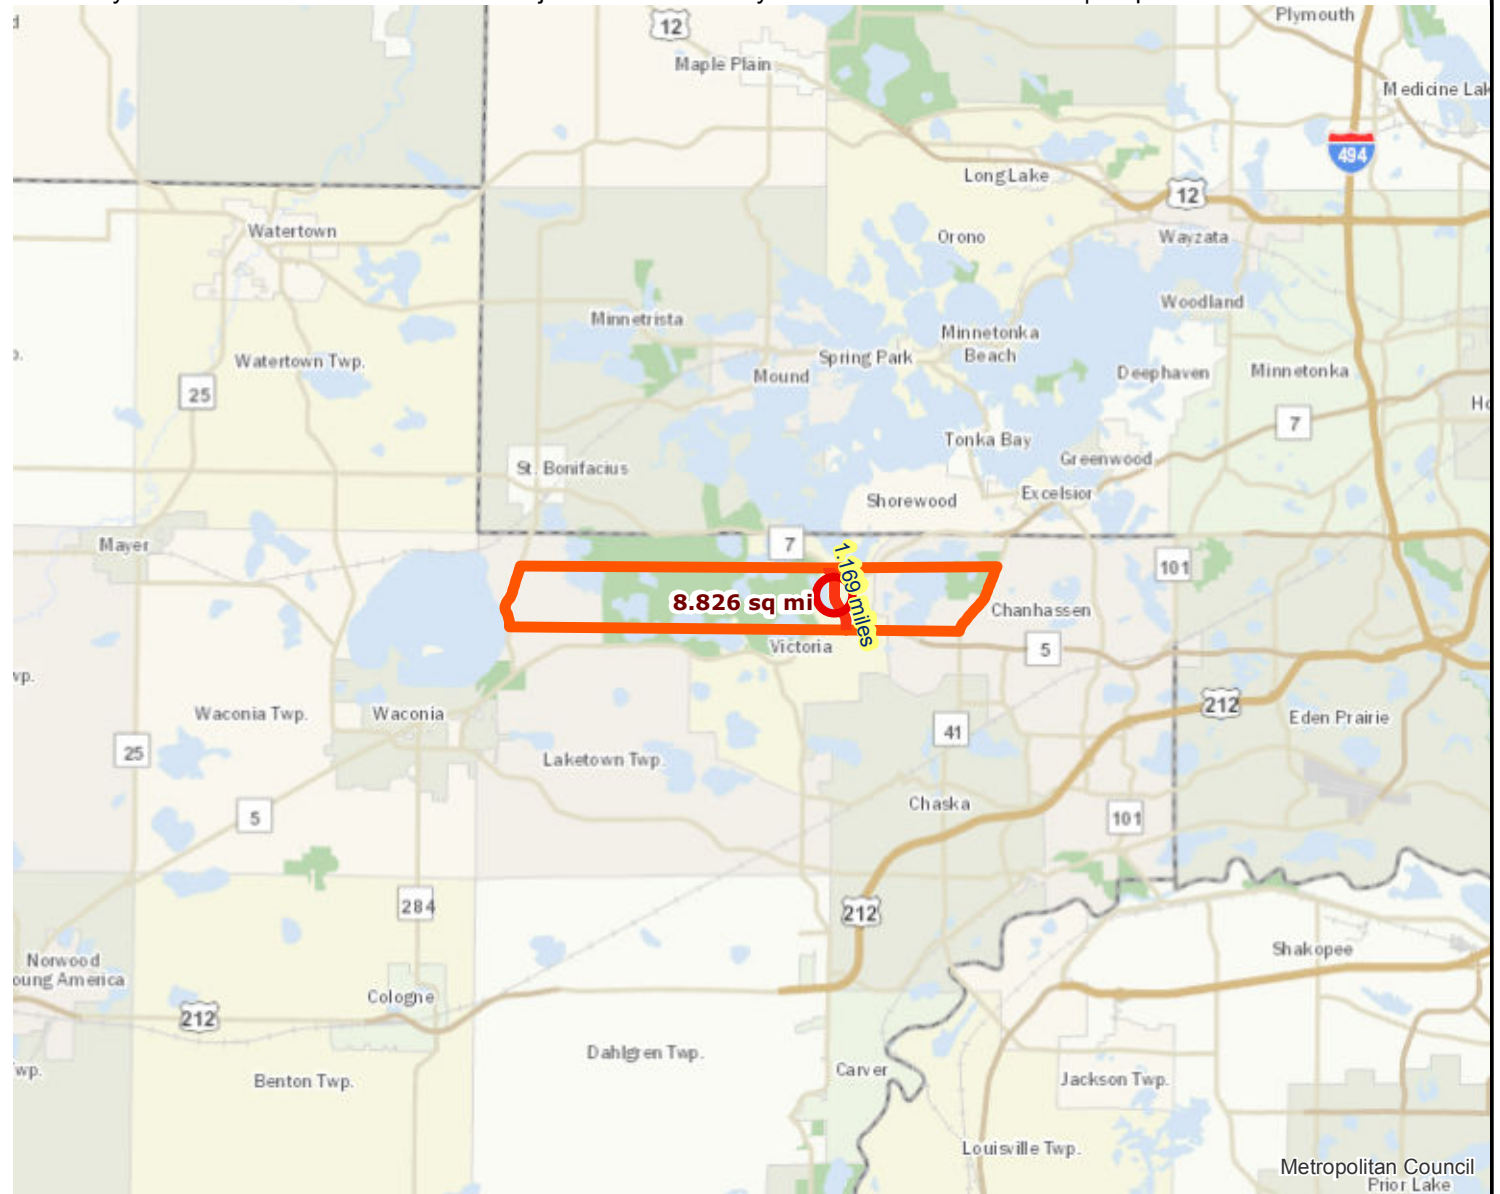 12
Plymouth
Maple Plain
Medicine Lak
494
Long Lake
12
Watertown
Orono
Wayzata
Woodland
Minnetrista
Minnetonka
Beach
Spring Park
Watertown Twp.
Mound
Deephaven
Minnetonka
25
Ho
7
Tonka Bay
Greenwood
St. Bonifacius
Excelsior
Shorewood
Mayer
7
1.169 miles
101
8.826 sq mi
Chanhassen
Victoria
5
wp.
Waconia Twp.
Waconia
212
Eden Prairie
41
25
Laketown Twp.
Chaska
5
101
284
212
Norwood
oung America
Shakopee
Cologne
212
Dahlgren Twp.
wp.
Benton Twp.
Carver
Jackson Twp.
Louisville Twp.
Metropolitan Council
Prior Lake